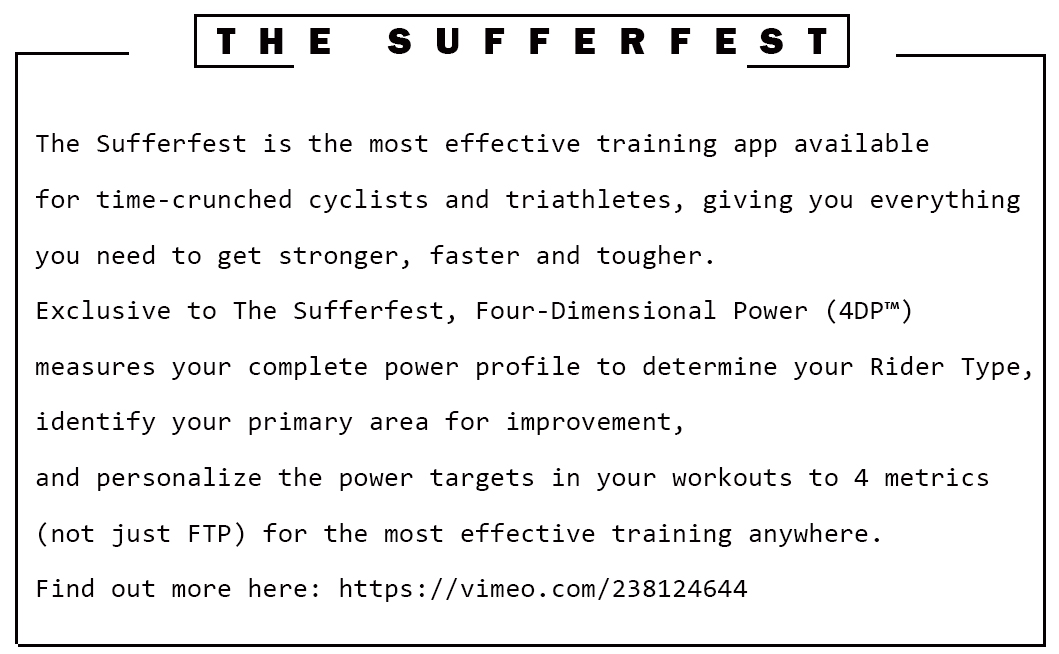 THE SUFFERFEST
The Sufferfest is the most effective training app available
for time-crunched cyclists and triathletes, giving you everything
you need to get stronger, faster and tougher.
Exclusive to The Sufferfest, Four-Dimensional Power (4DP™)
measures your complete power profile to determine your Rider Type,
identify your primary area for improvement,
and personalize the power targets in your workouts to 4 metrics
(not just FTP) for the most effective training anywhere.
Find out more here: https://vimeo.com/238124644